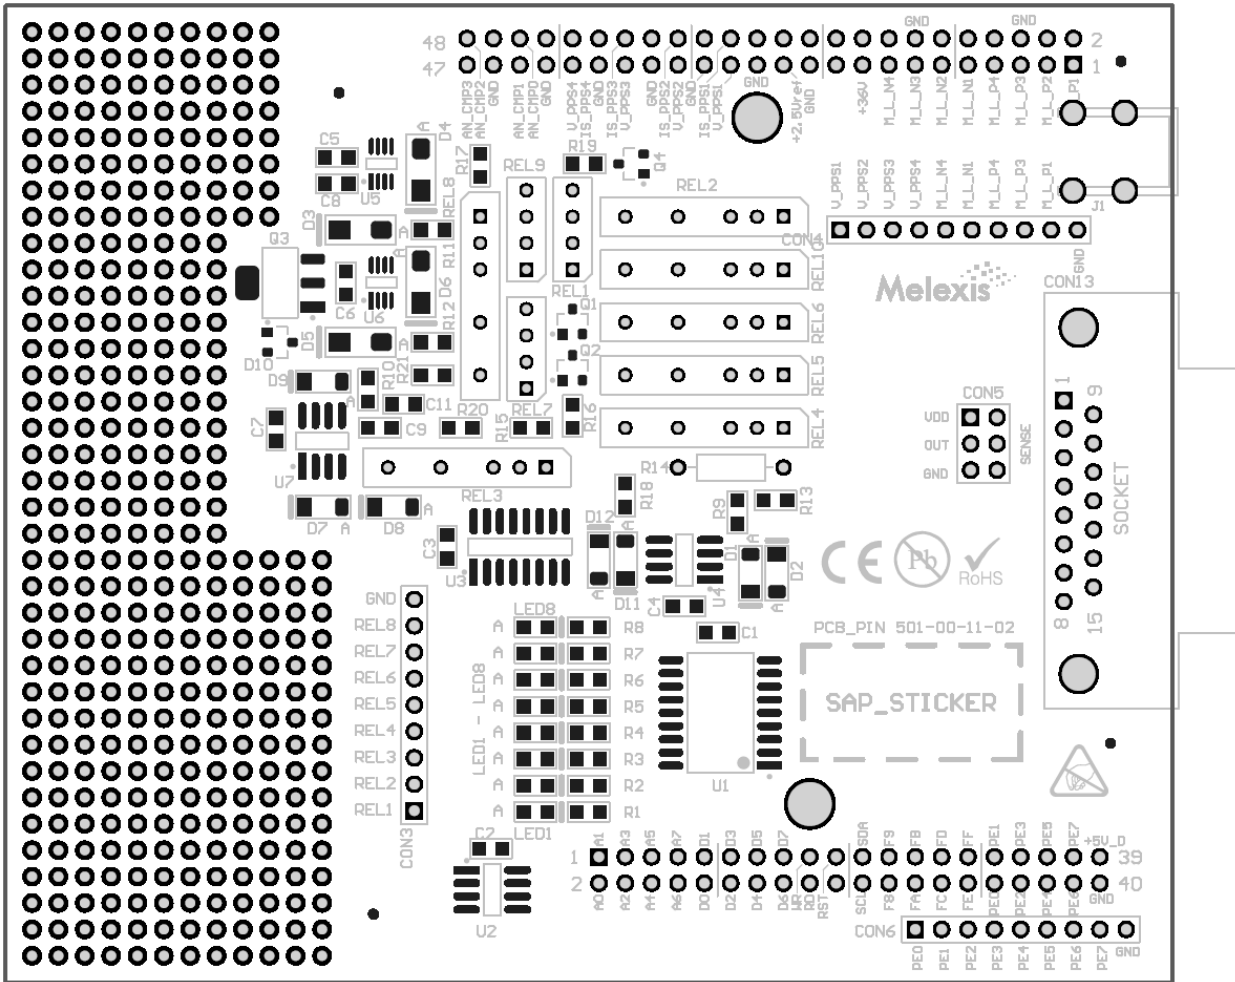 48
47
AN_CMP3
AN_CMP2
GND
AN_CMP1
AN_CMP0
GND
V_PPS4
IS_PPS4
GND
IS_PPS3
V_PPS3
GND
IS_PPS2
V_PPS2
GND
IS_PPS1
V_PPS1
GND
+2.5Vref
GND
+36V
GND
M_L_N4
M_L_N3
M_L_N2
GND
M_L_N1
M_L_P4
M_L_P3
M_L_P2
2
1
C5
C8
U5
A
D4
R17
REL8
REL9
R19
Q4
REL2
V_PPS1
V_PPS2
V_PPS3
V_PPS4
M_L_N4
M_L_N1
M_L_P3
M_L_P1
J1
CON4
GND
D3
A
Q3
R11
A
D6
C6
U6
R12
D5
A
D10
REL1
Q1
Q2
REL10
REL6
REL5
REL4
Melexis
CON13
D9
A
R10
R21
C11
C9
R20
R15
REL7
R16
C7
U7
REL3
R14
CON5
VDD
OUT
GND
SENSE
1
9
SOCKET
8
15
D7
A
D8
A
R18
R9
R13
C3
U3
D12
A
A
D11
C4
U4
D1
A
D2
Pb
RoHS
GND
REL8
REL7
REL6
REL5
REL4
REL3
REL2
REL1
CON3
LED8
LED1 - LED8
A
R8
A
R7
A
R6
A
R5
A
R4
A
R3
A
R2
A
R1
LED1
C1
U1
PCB_PIN 501-00-11-02
SAP_STICKER
C2
U2
1
2
A1
A3
A5
A7
D1
D3
D5
D7
SDA
F9
FB
FD
FF
PE1
PE3
PE5
PE7
+5V_D
39
A0
A2
A4
A6
D0
D2
D4
D6
WR
RD
RST
SCL
F8
FA
FC
FE
PE0
PE2
PE4
PE6
GND
40
CON6
PE0
PE1
PE2
PE3
PE4
PE5
PE6
PE7
GND